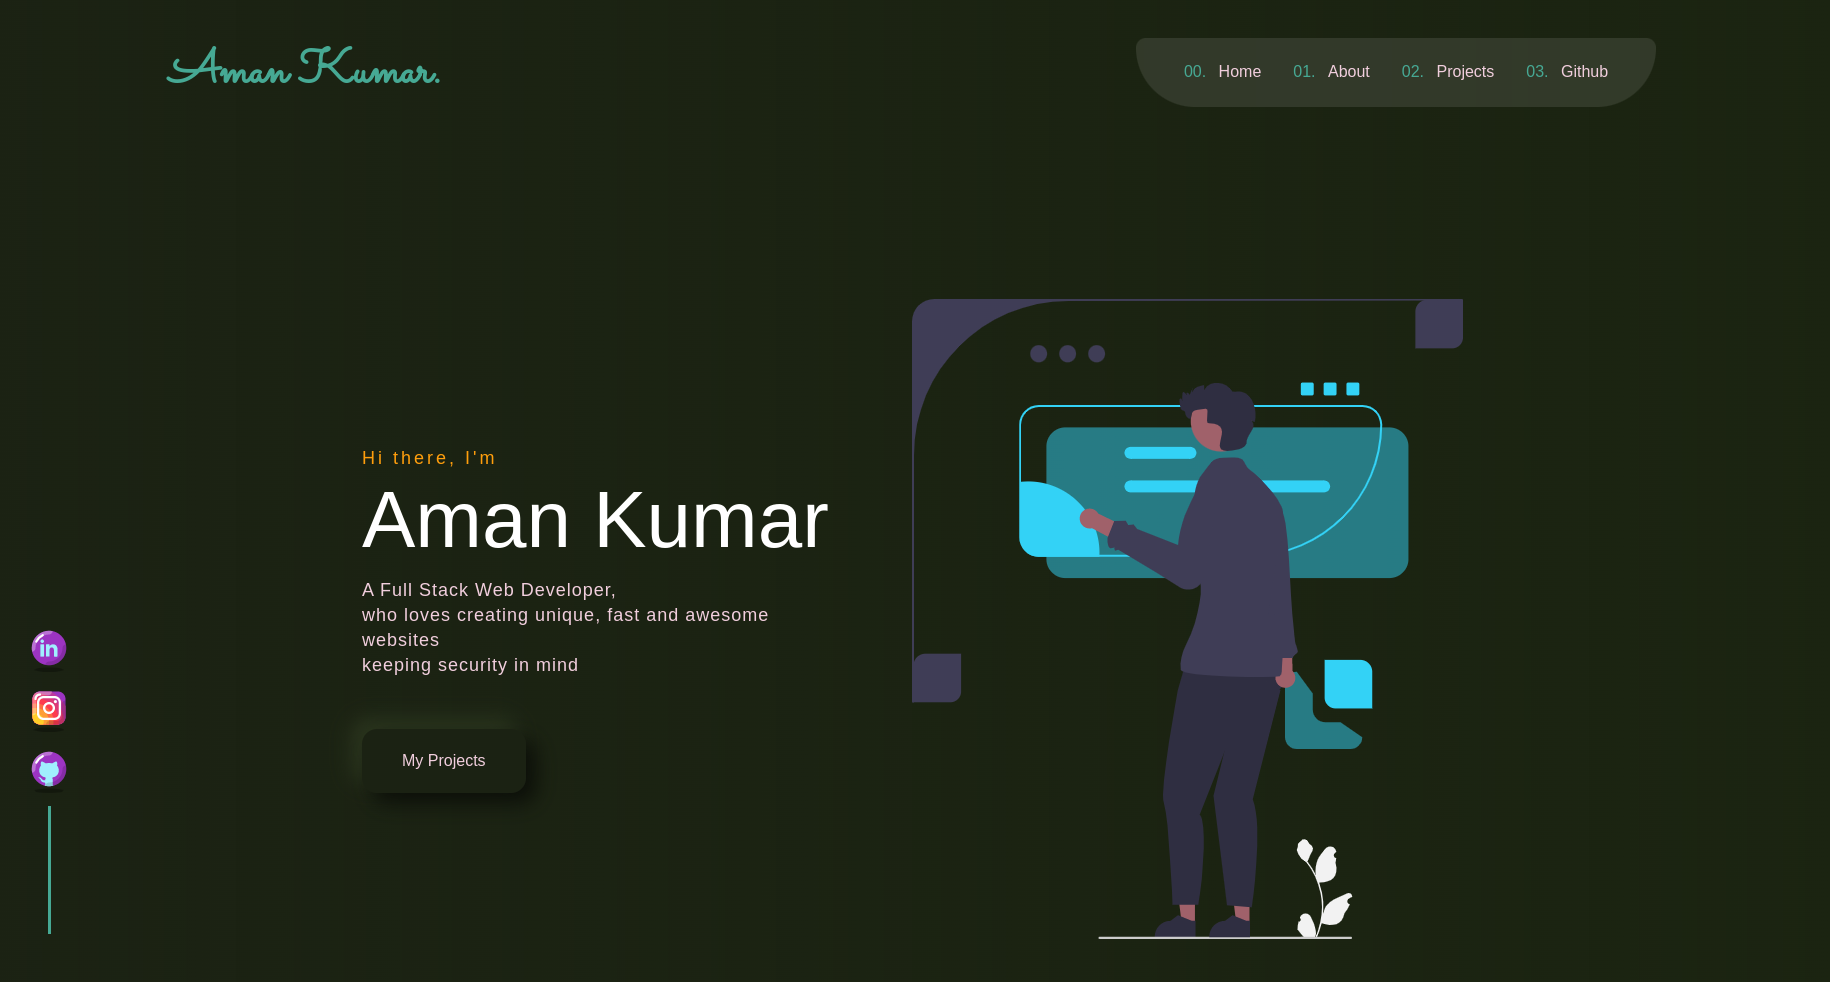 Aman Kumar.
00. Home 01. About 02. Projects 03. Github
Hi there, I'm
Aman Kumar
A Full Stack Web Developer,
who loves creating unique, fast and awesome
websites
keeping security in mind
in
My Projects